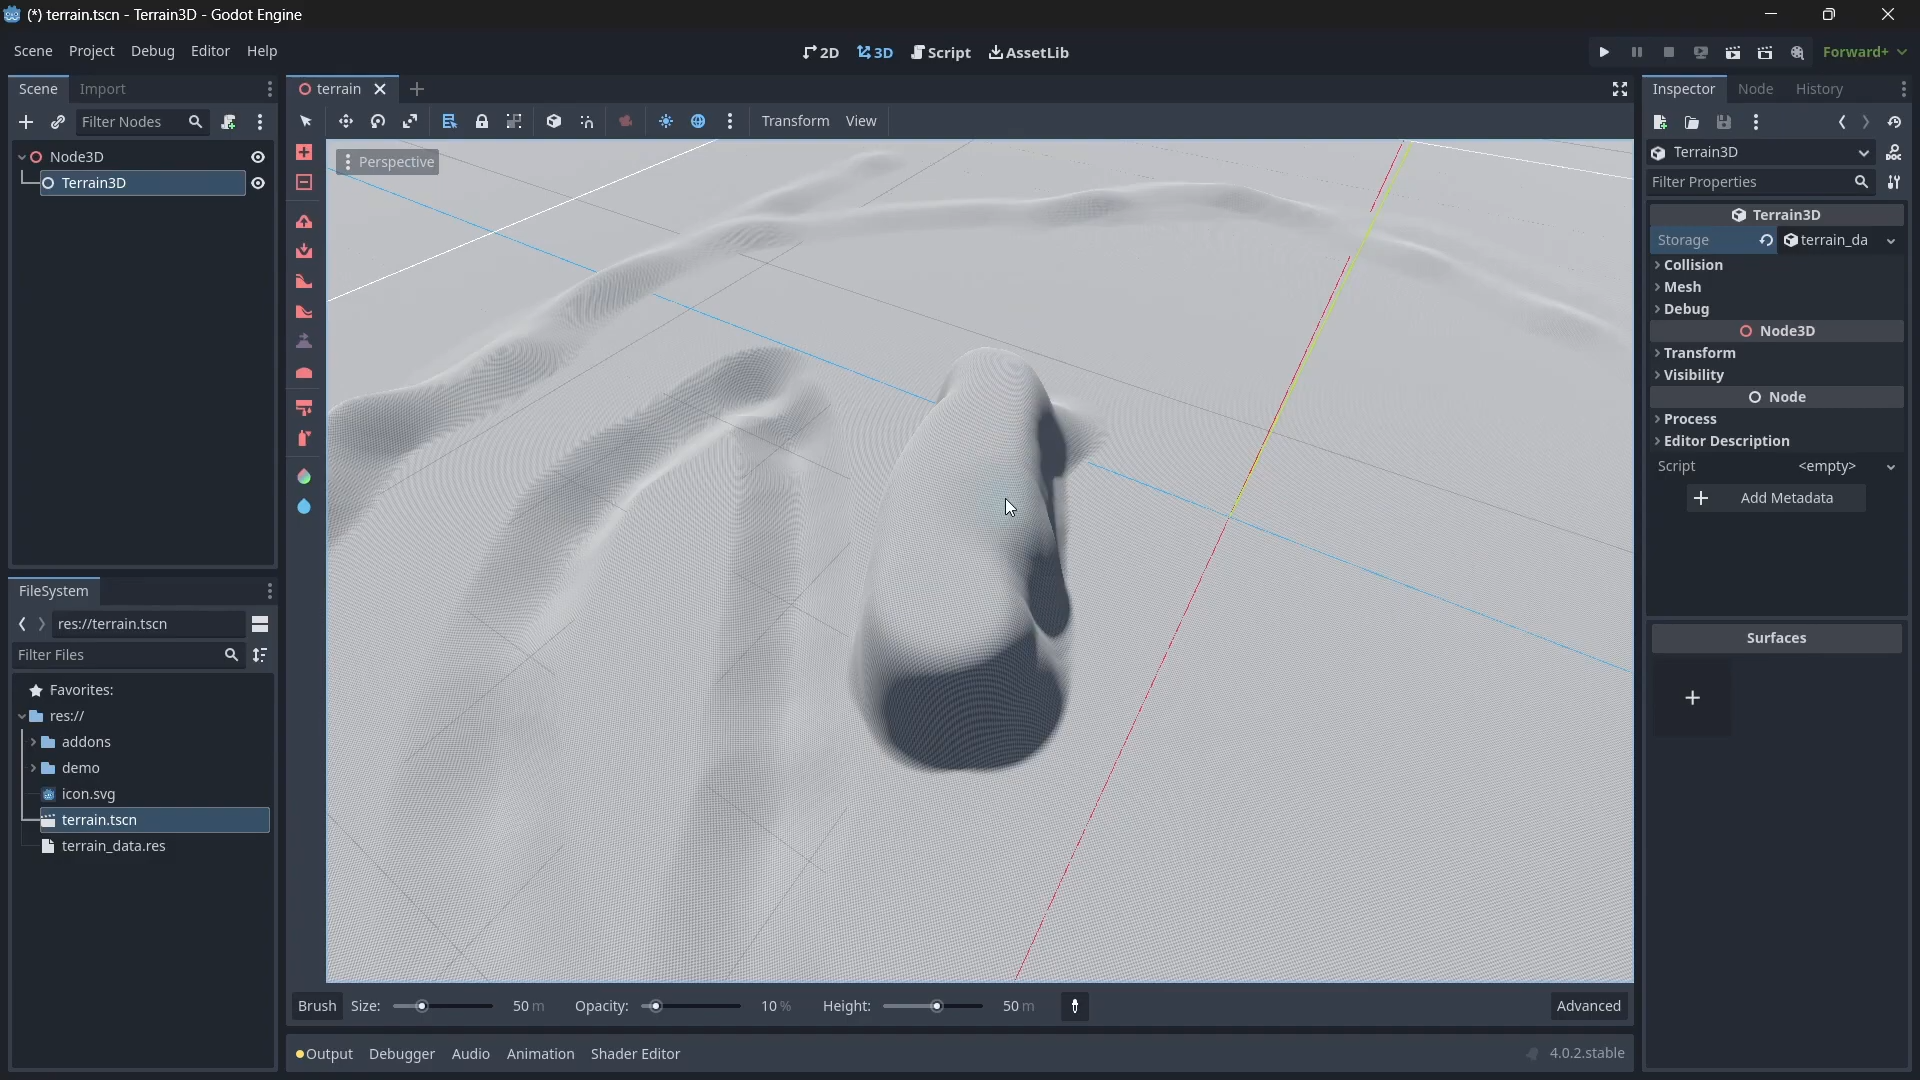 (*) terrain.tscn - Terrain3D - Godot Engine
Scene Project Debug Editor Help
2D 3D Script AssetLib
Forward+
Scene Import
Filter Nodes
Node3D
Terrain3D
terrain
Transform View
Perspective
FileSystem
res://terrain.tscn
Filter Files
Favorites:
res://
addons
demo
icon.svg
terrain.tscn
terrain_data.res
Brush Size: 50 m Opacity: 10 % Height: 50 m Advanced
Output Debugger Audio Animation Shader Editor
4.0.2.stable
Inspector Node History
Terrain3D
DOC
Filter Properties
Terrain3D
Storage terrain_da
Collision
Mesh
Debug
Node3D
Transform
Visibility
Node
Process
Editor Description
Script <empty>
Add Metadata
Surfaces